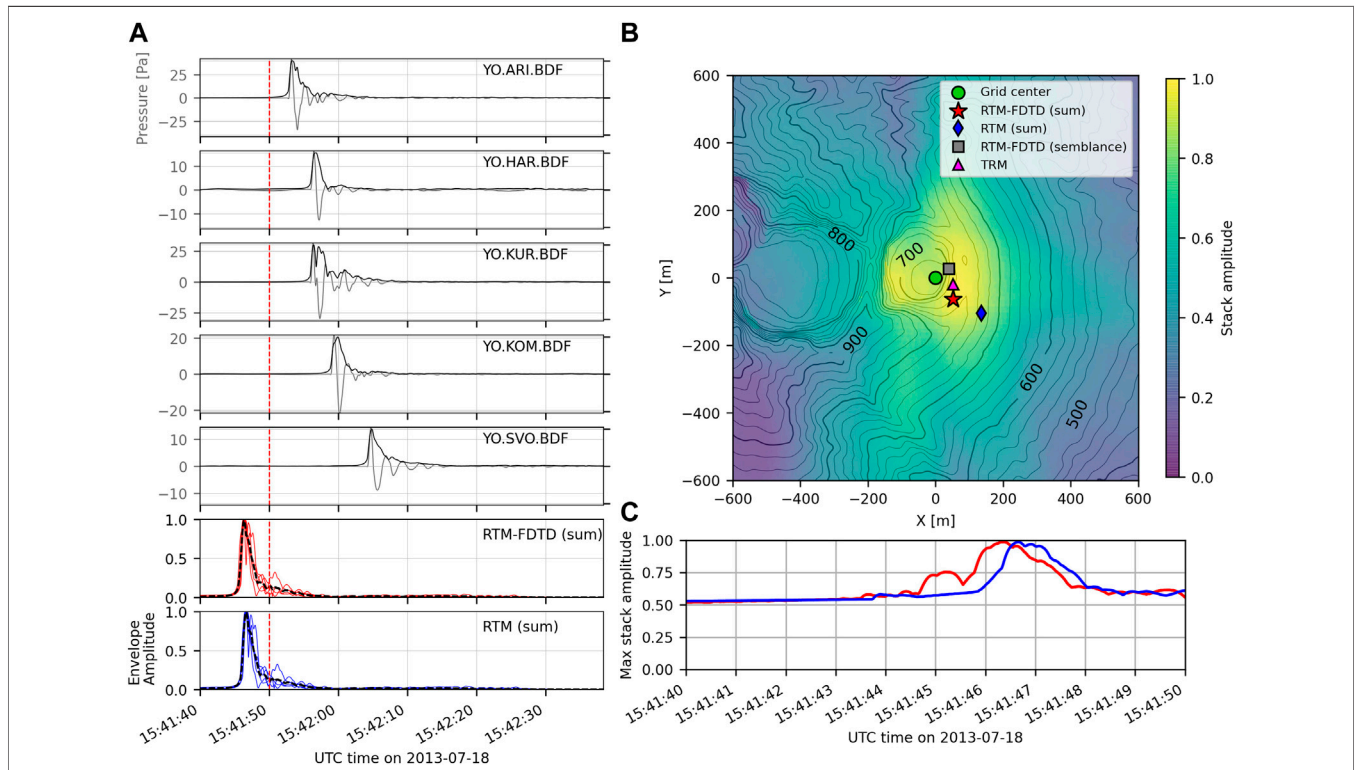 A
Pressure [Pa]
25
0
−25
YO.ARI.BDF
10
0
−10
YO.HAR.BDF
25
0
−25
YO.KUR.BDF
20
0
−20
YO.KOM.BDF
10
0
−10
YO.SVO.BDF
1.0
0.5
0.0
RTM-FDTD (sum)
Envelope
Amplitude
1.0
0.5
0.0
RTM (sum)
15:41:40
15:41:50
15:42:00
15:42:10
15:42:20
15:42:30
UTC time on 2013-07-18
B
Grid center
RTM-FDTD (sum)
RTM (sum)
RTM-FDTD (semblance)
TRM
Y [m]
600
400
200
0
−200
−400
−600
800
700
900
600
500
−600
−400
−200
0
200
400
600
X [m]
1.0
0.8
0.6
0.4
0.2
0.0
Stack amplitude
C
Max stack amplitude
1.00
0.75
0.50
0.25
0.00
15:41:40
15:41:41
15:41:42
15:41:43
15:41:44
15:41:45
15:41:46
15:41:47
15:41:48
15:41:49
15:41:50
UTC time on 2013-07-18